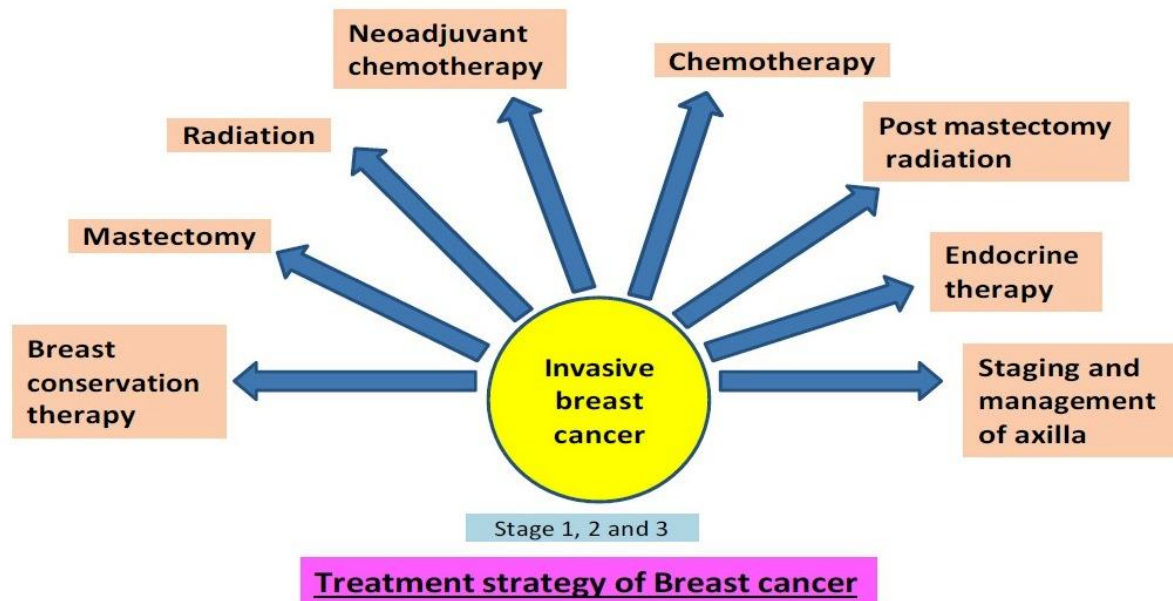 Neoadjuvant
chemotherapy
Chemotherapy
Radiation
Post mastectomy
radiation
Mastectomy
Endocrine
therapy
Breast
conservation
therapy
Invasive
breast
cancer
Staging and
management
of axilla
Stage 1, 2 and 3
Treatment strategy of Breast cancer